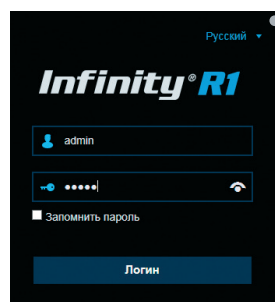 Русский
Infinity® R1
admin
•••••
Запомнить пароль
Логин